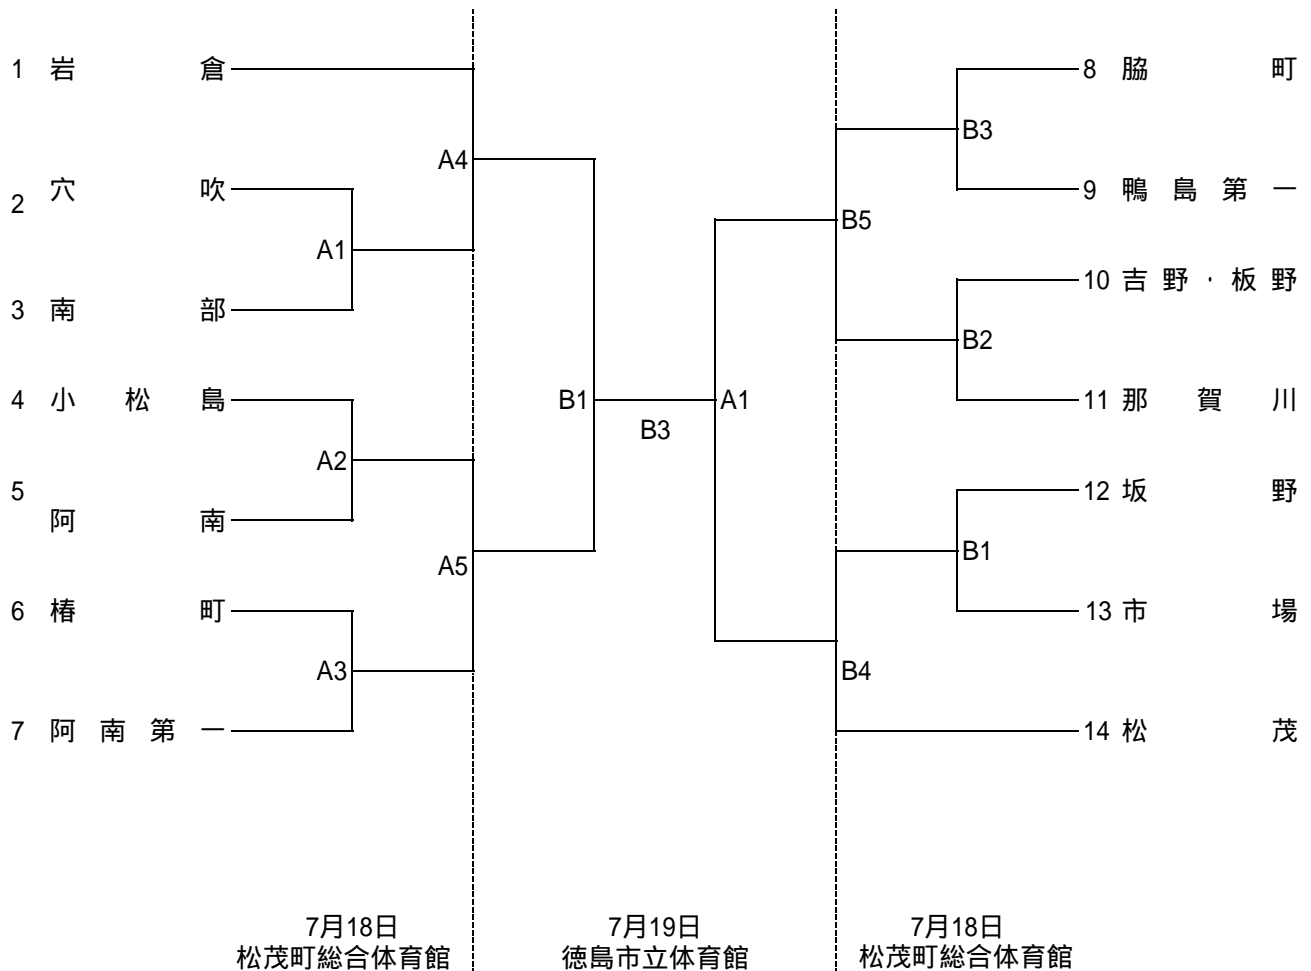 1 岩倉
8 脇町
B3
A4
2 穴吹
9 鴨島第一
B5
A1
10 吉野・板野
3 南部
B2
4 小松島
B1
A1
11 那賀川
B3
A2
5 阿南
12 坂野
B1
A5
6 椿町
13 市場
A3
B4
7 阿南第一
14 松茂
7月18日
松茂町総合体育館
7月19日
徳島市立体育館
7月18日
松茂町総合体育館